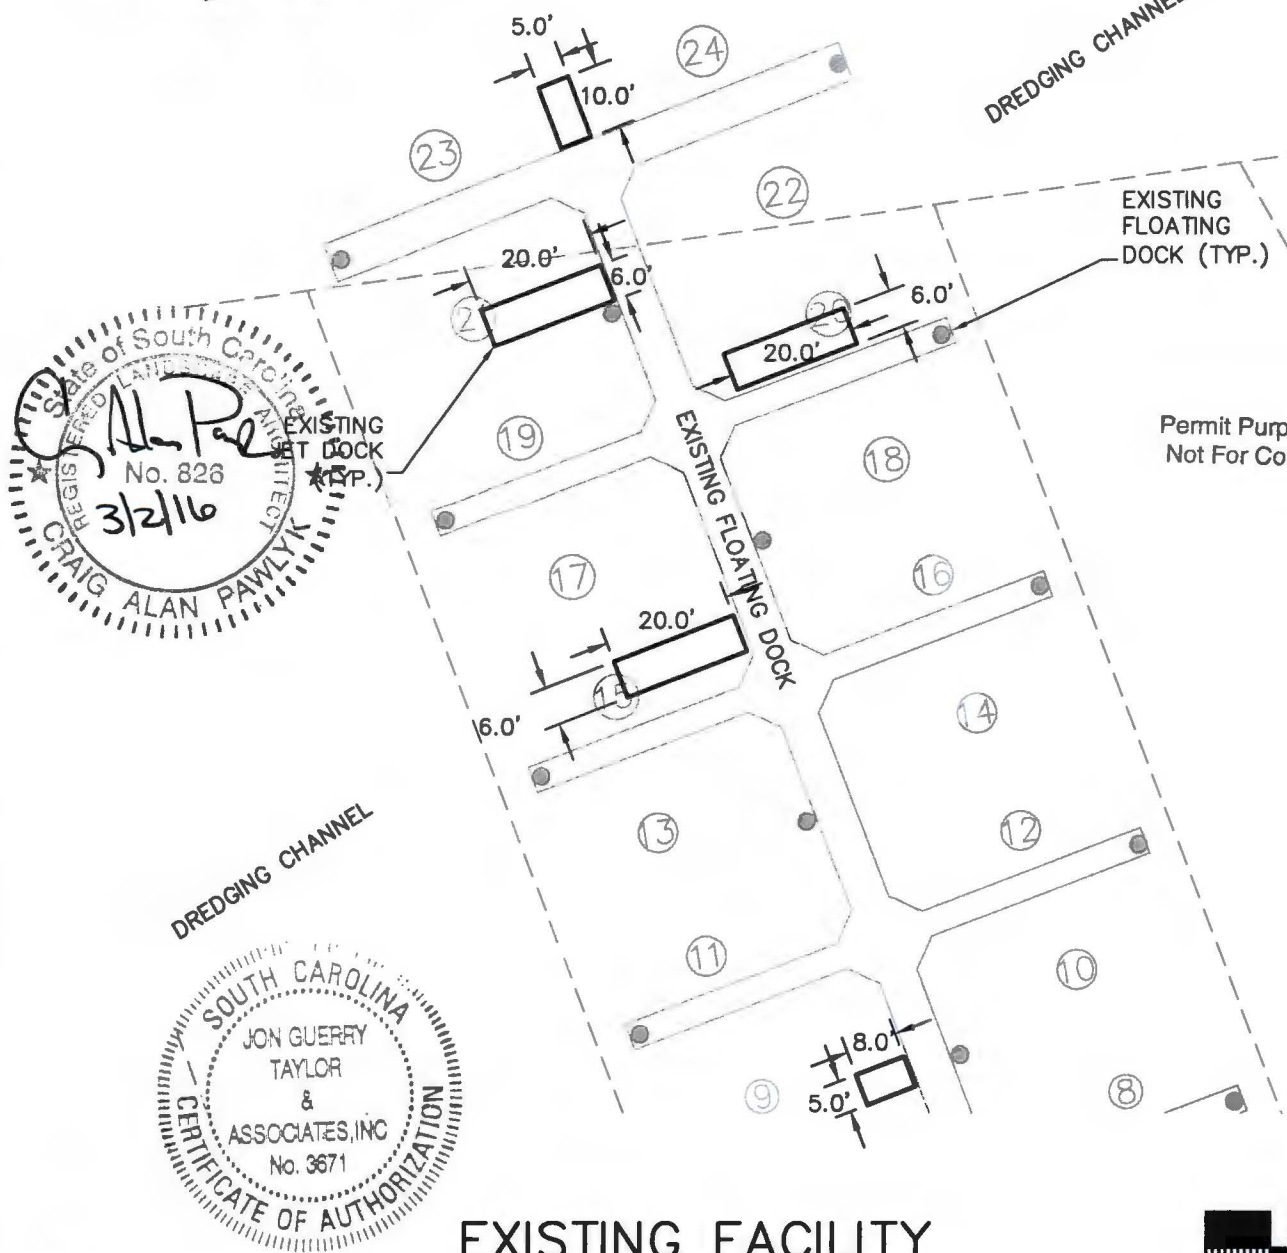 5.0'
24
10.0'
DREDGING CHANNEL
23
22
EXISTING
FLOATING
DOCK (TYP.)
20.0'
6.0'
6.0'
20.0'
State of South Carolina
REGISTERED LANDSCAPE ARCHITECT
No. 826
3/2/16
CRAIG ALAN PAWLYK
EXISTING
ET DOCK
(TYP.)
19
18
Permit Purp
Not For Co
EXISTING FLOATING DOCK
17
16
20.0'
15
6.0'
14
13
12
DREDGING CHANNEL
11
10
8.0'
5.0'
9
8
SOUTH CAROLINA
JON GUERRY
TAYLOR
&
ASSOCIATES, INC
No. 3671
CERTIFICATE OF AUTHORIZATION
EXISTING FACILITY